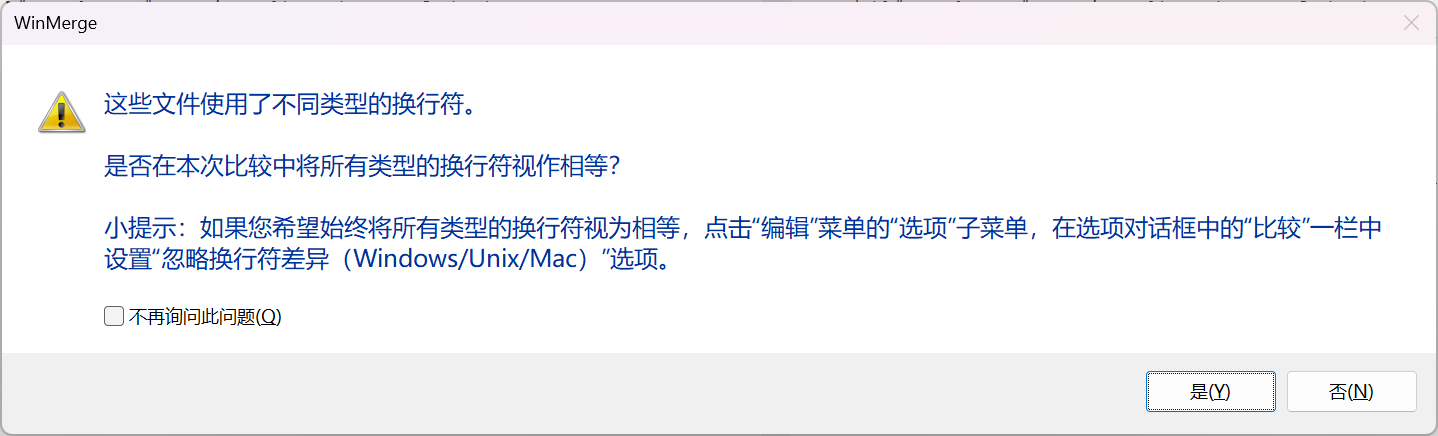 WinMerge
这些文件使用了不同类型的换行符。
是否在本次比较中将所有类型的换行符视作相等？
小提示：如果您希望始终将所有类型的换行符视为相等，点击“编辑”菜单的“选项”子菜单，在选项对话框中的“比较”一栏中
设置“忽略换行符差异（Windows/Unix/Mac）”选项。
不再询问此问题(Q)
是(Y)
否(N)